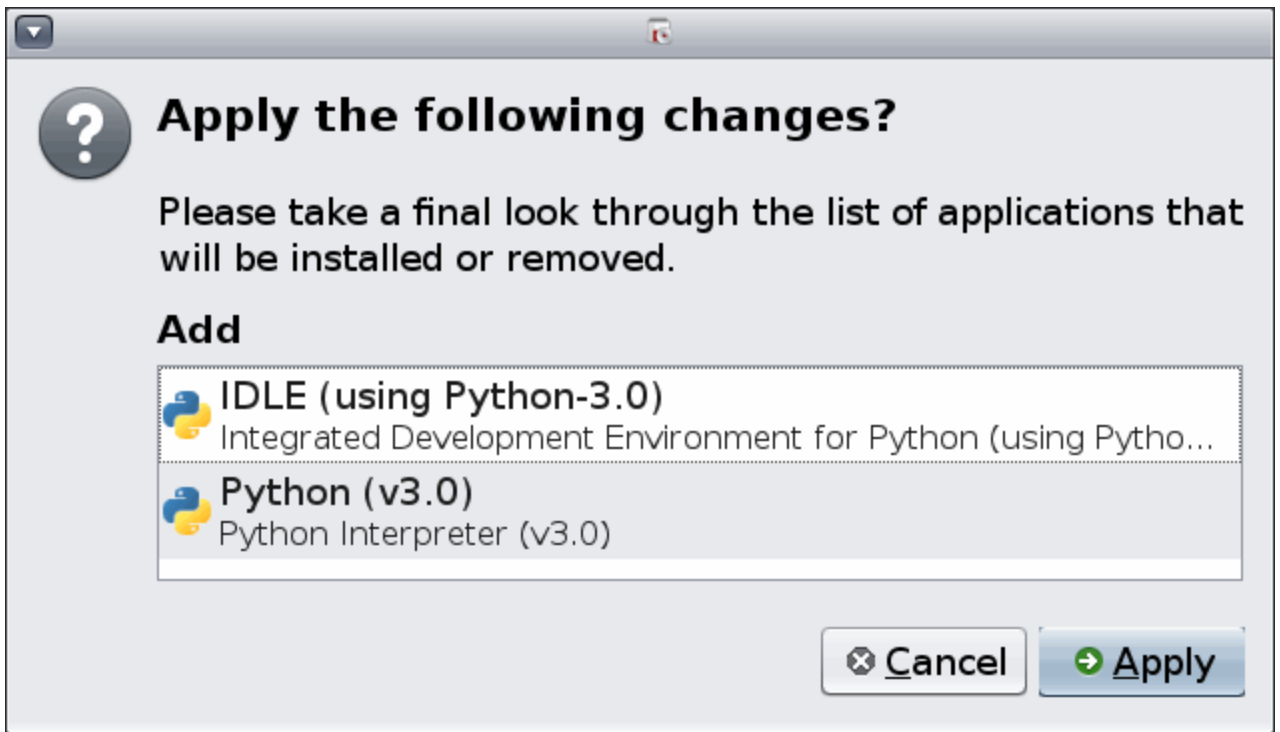 Apply the following changes?
Please take a final look through the list of applications that
will be installed or removed.
Add
IDLE (using Python-3.0)
Integrated Development Environment for Python (using Pytho...
Python (v3.0)
Python Interpreter (v3.0)
Cancel
Apply